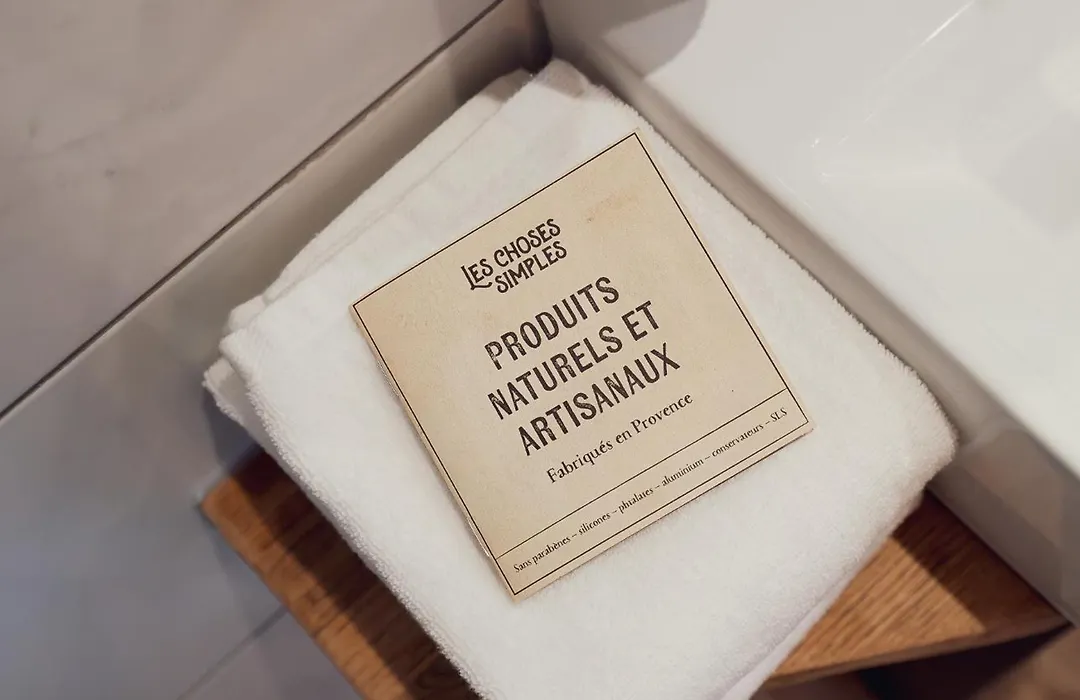 LES CHOSES
SIMPLES
PRODUITS
NATURELS ET
ARTISANAUX
Fabriqués en Provence
Sans parabènes – silicones – phtalates – aluminium – conservateurs – SLS